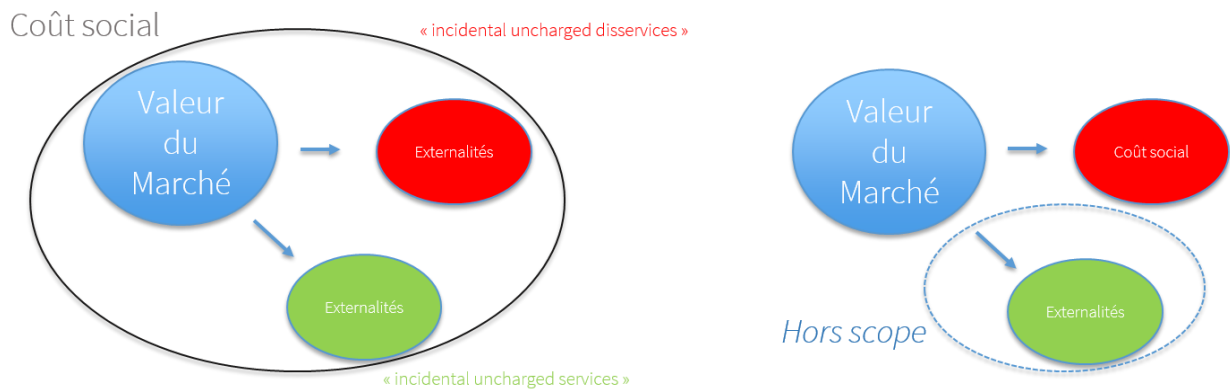 Coût social
« incidental uncharged disservices »
Valeur
du
Marché
Externalités
Externalités
« incidental uncharged services »
Valeur
du
Marché
Coût social
Externalités
Hors scope